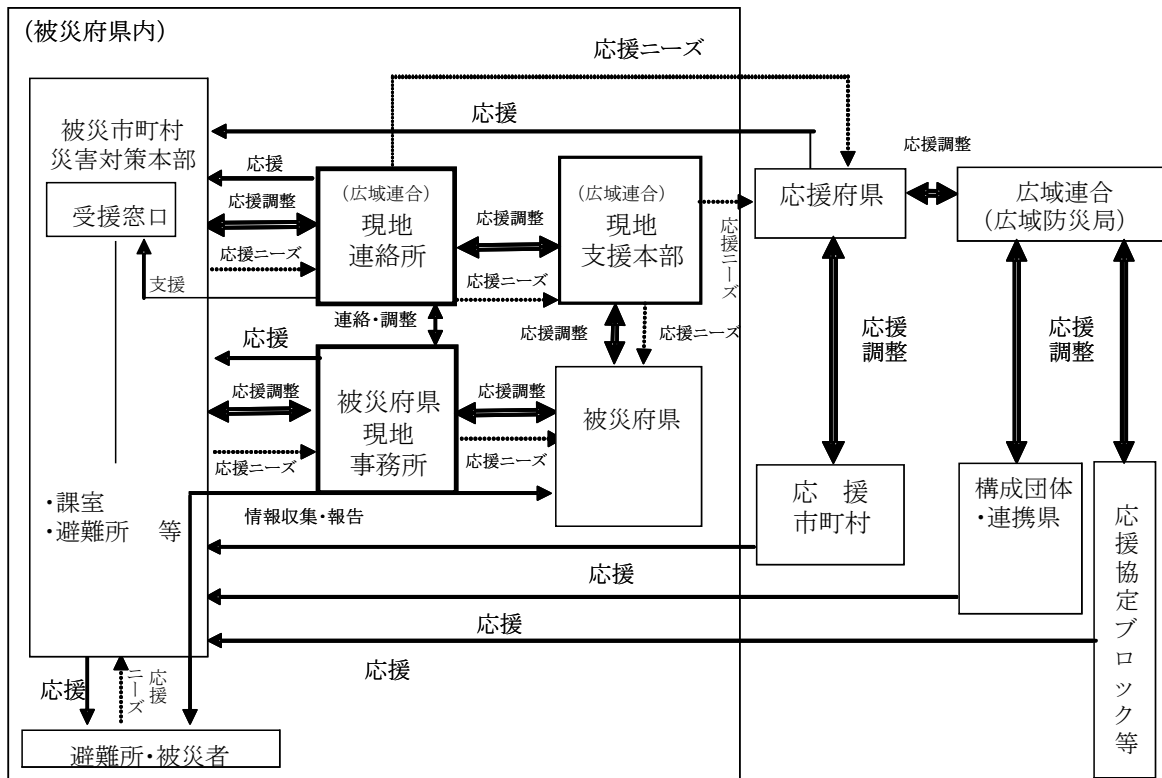 (被災府県内)
応援ニーズ
応援
被災市町村
災害対策本部
受援窓口
応援
応援調整
応援ニーズ
支援
(広域連合)
現地
連絡所
応援調整
応援ニーズ
(広域連合)
現地
支援本部
応援ニーズ
応援府県
応援調整
広域連合
(広域防災局)
連絡・調整
応援調整
応援ニーズ
応援
応援調整
応援ニーズ
被災府県
現地
事務所
応援調整
応援ニーズ
被災府県
応援
調整
応援
調整
応援
調整
・課室
・避難所 等
情報収集・報告
応 援
市町村
構成団体
・連携県
応援協定ブロック等
応援
応援
応援
応援
応援
ニーズ
避難所・被災者